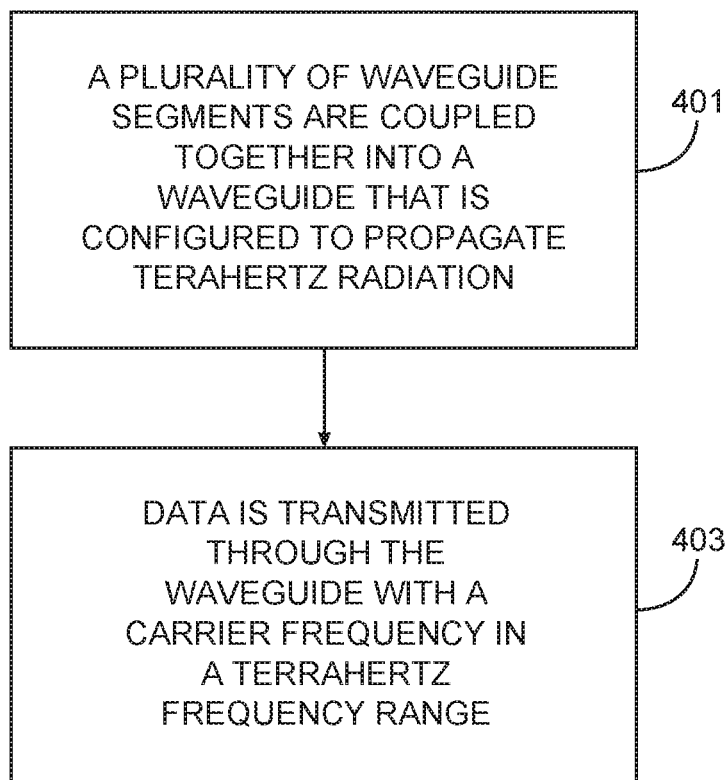 A PLURALITY OF WAVEGUIDE
SEGMENTS ARE COUPLED
TOGETHER INTO A
WAVEGUIDE THAT IS
CONFIGURED TO PROPAGATE
TERAHERTZ RADIATION
401
DATA IS TRANSMITTED
THROUGH THE
WAVEGUIDE WITH A
CARRIER FREQUENCY IN
A TERRAHERTZ
FREQUENCY RANGE
403